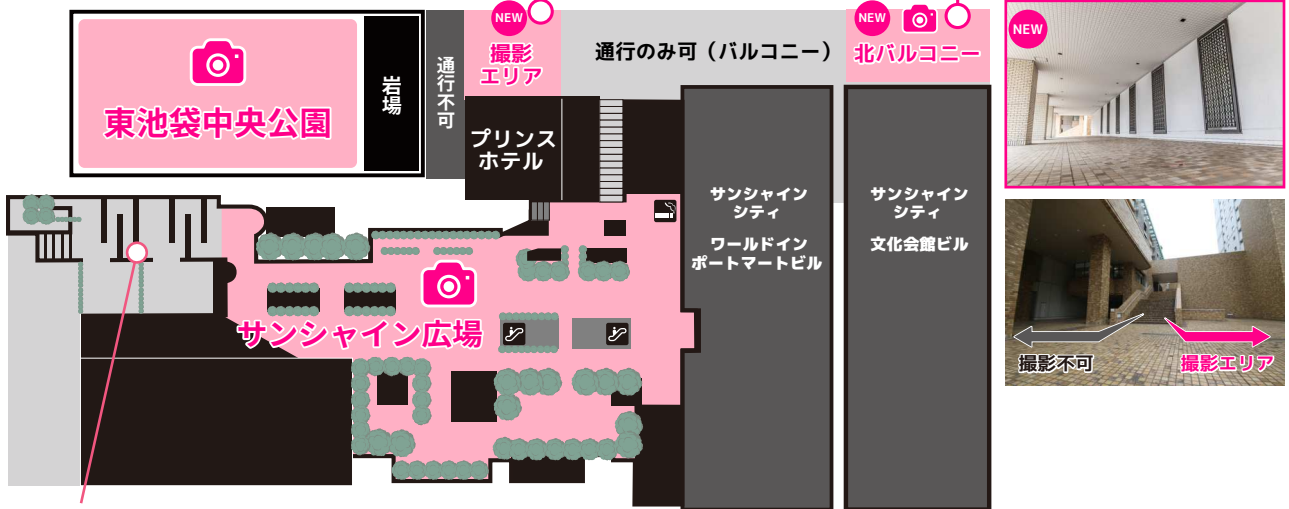 NEW
撮影
エリア
通行のみ可（バルコニー）
NEW
北バルコニー
NEW
東池袋中央公園
岩場
通行不可
プリンス
ホテル
サンシャイン
シティ
ワールドイン
ポートマートビル
サンシャイン
シティ
文化会館ビル
サンシャイン広場
撮影不可
撮影エリア